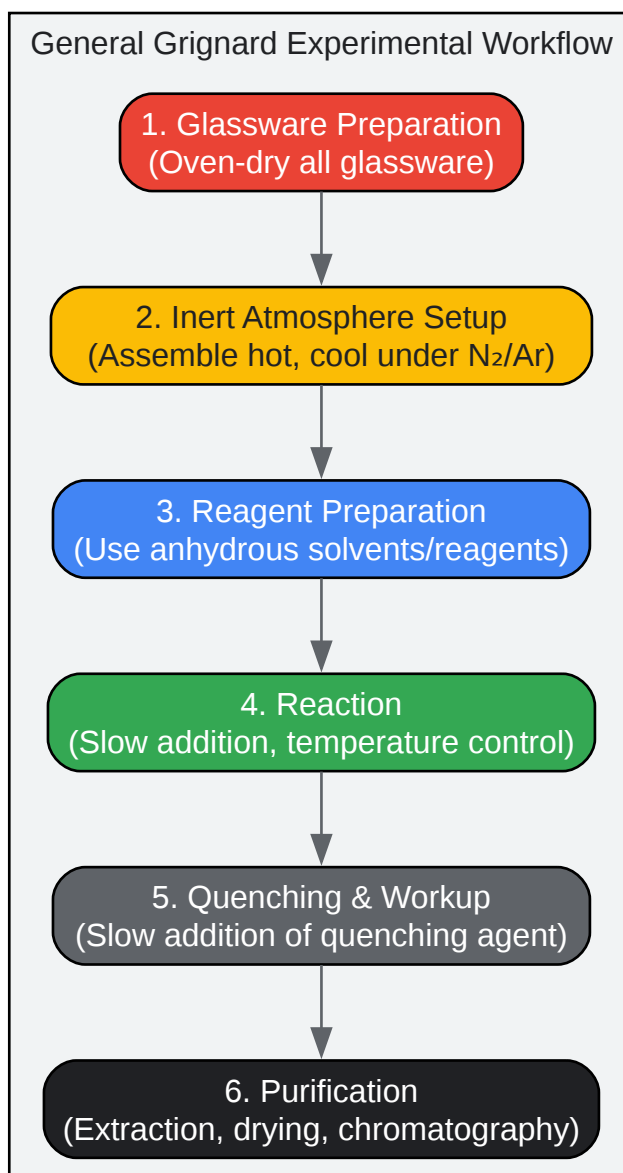 General Grignard Experimental Workflow
1. Glassware Preparation
(Oven-dry all glassware)
2. Inert Atmosphere Setup
(Assemble hot, cool under N₂/Ar)
3. Reagent Preparation
(Use anhydrous solvents/reagents)
4. Reaction
(Slow addition, temperature control)
5. Quenching & Workup
(Slow addition of quenching agent)
6. Purification
(Extraction, drying, chromatography)